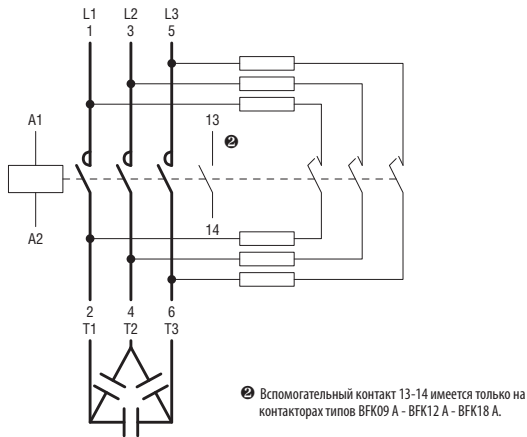 L1 L2 L3
1 3 5
A1
13
❷
A2
14
2 4 6
T1 T2 T3
❷ Вспомогательный контакт 13-14 имеется только на
контакторах типов BFK09 A - BFK12 A - BFK18 A.